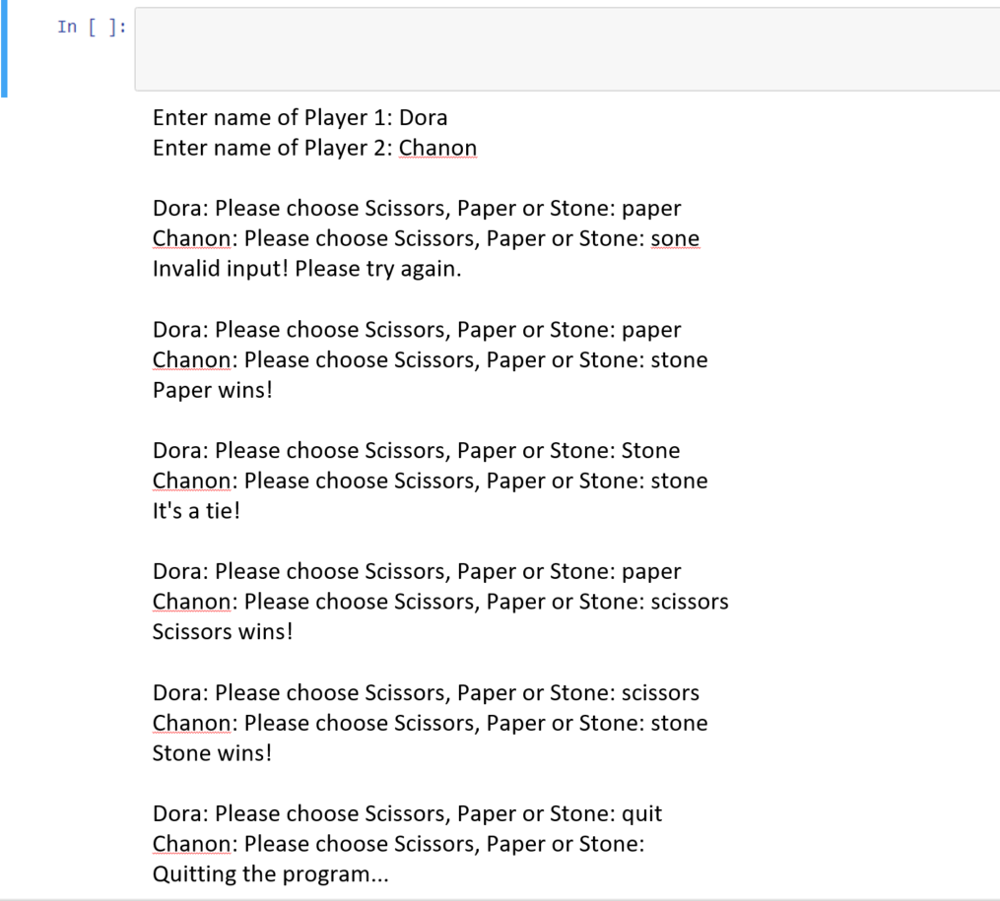 In [ ]:
Enter name of Player 1: Dora
Enter name of Player 2: Chanon
Dora: Please choose Scissors, Paper or Stone: paper
Chanon: Please choose Scissors, Paper or Stone: sone
Invalid input! Please try again.
Dora: Please choose Scissors, Paper or Stone: paper
Chanon: Please choose Scissors, Paper or Stone: stone
Paper wins!
Dora: Please choose Scissors, Paper or Stone: Stone
Chanon: Please choose Scissors, Paper or Stone: stone
It's a tie!
Dora: Please choose Scissors, Paper or Stone: paper
Chanon: Please choose Scissors, Paper or Stone: scissors
Scissors wins!
Dora: Please choose Scissors, Paper or Stone: scissors
Chanon: Please choose Scissors, Paper or Stone: stone
Stone wins!
Dora: Please choose Scissors, Paper or Stone: quit
Chanon: Please choose Scissors, Paper or Stone:
Quitting the program...